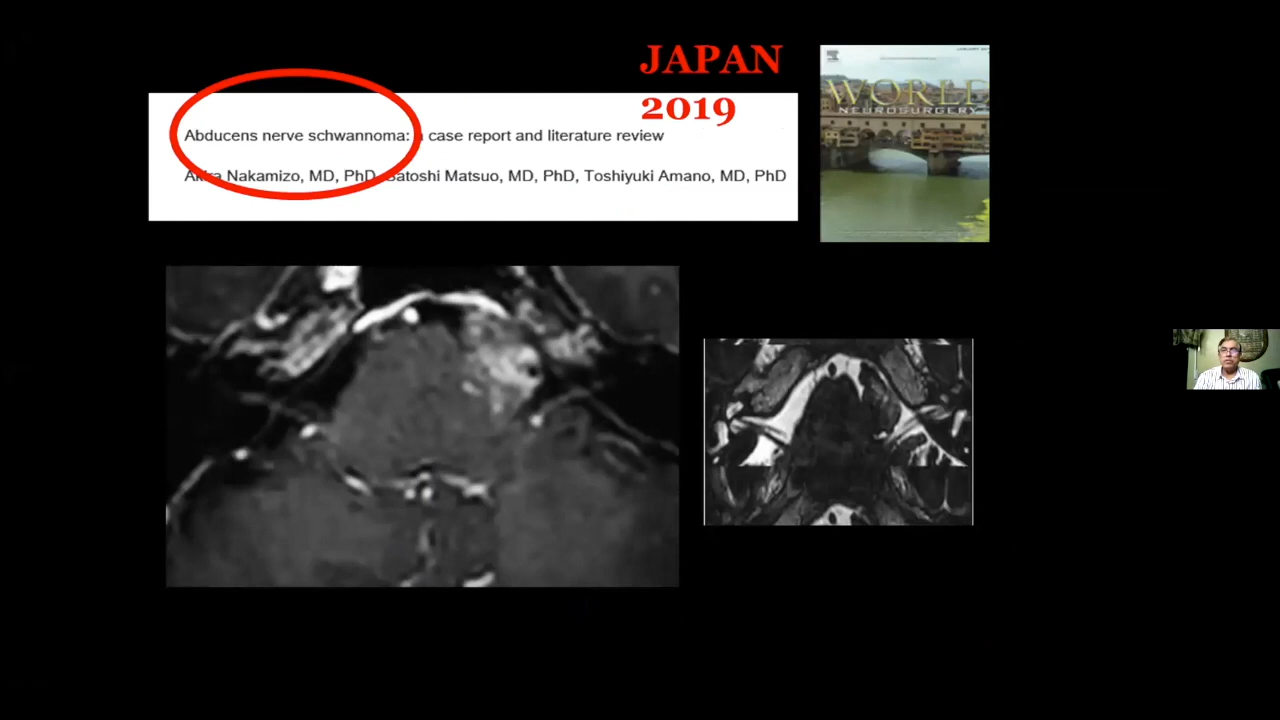 JAPAN
2019
Abducens nerve schwannoma: a case report and literature review
Akira Nakamizo, MD, PhD, Satoshi Matsuo, MD, PhD, Toshiyuki Amano, MD, PhD
WORLD
NEUROSURGERY